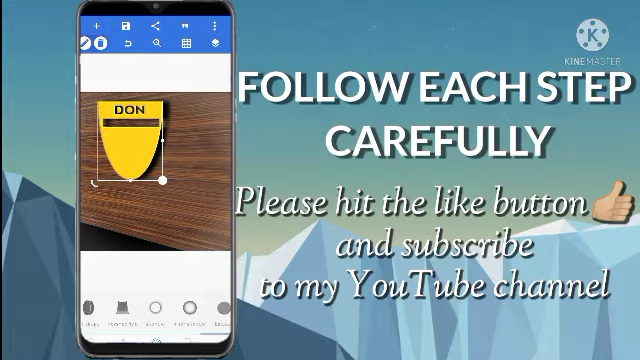 KINEMASTER
DON
FOLLOW EACH STEP
CAREFULLY
Please hit the like button
and subscribe
to my YouTube channel